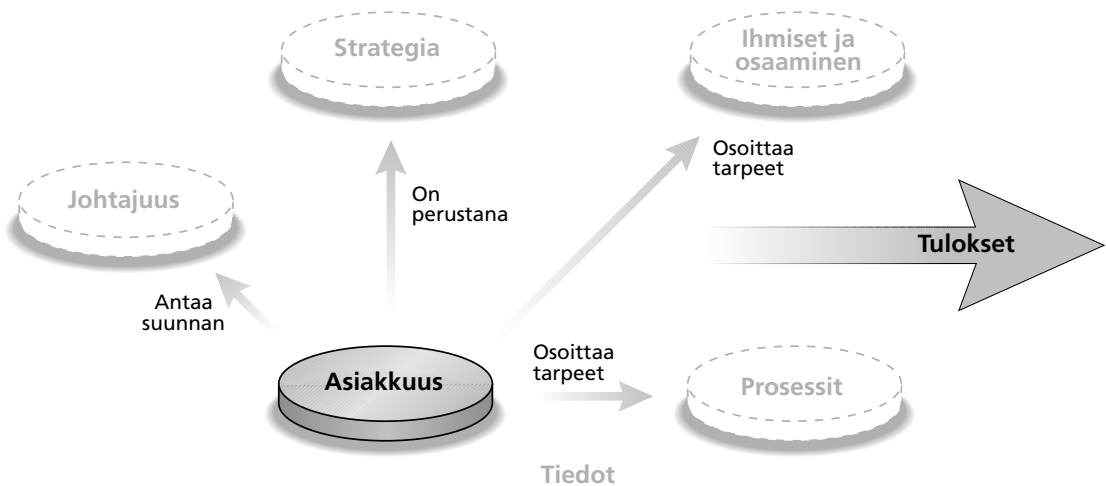 Strategia
Ihmiset ja
osaaminen
Osoittaa
tarpeet
Johtajuus
On
perustana
Tulokset
Antaa
suunnan
Osoittaa
tarpeet
Asiakkuus
Prosessit
Tiedot